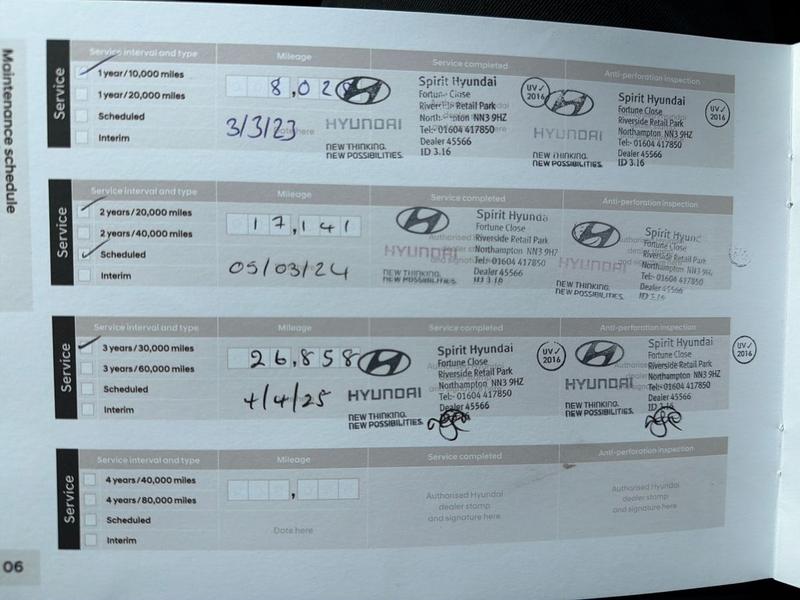 Maintenance schedule
Service
Service interval and type
Mileage
Service completed
Anti-perforation inspection
1 year/10,000 miles
1 year/20,000 miles
Scheduled
Interim
8,02
3/3/23
HYUNDAI
NEW THINKING.
NEW POSSIBILITIES.
Spirit Hyundai
Fortune Close
Riverside Retail Park
Northampton NN3 9HZ
Tel:- 01604 417850
Dealer 45566
ID 3.16
UV✓
2016
HYUNDAI
NEW THINKING.
NEW POSSIBILITIES.
Spirit Hyundai
Fortune Close
Riverside Retail Park
Northampton NN3 9HZ
Tel:- 01604 417850
Dealer 45566
ID 3.16
UV✓
2016
Service
Service interval and type
Mileage
Service completed
Anti-perforation inspection
2 years/20,000 miles
2 years/40,000 miles
Scheduled
Interim
17,141
05/03/24
HYUNDAI
NEW THINKING.
NEW POSSIBILITIES.
Spirit Hyundai
Fortune Close
Riverside Retail Park
Northampton NN3 9HZ
Tel:- 01604 417850
Dealer 45566
ID 3.16
HYUNDAI
NEW THINKING.
NEW POSSIBILITIES.
Spirit Hyundai
Fortune Close
Riverside Retail Park
Northampton NN3 9HZ
Tel:- 01604 417850
Dealer 45566
ID 3.16
Service
Service interval and type
Mileage
Service completed
Anti-perforation inspection
3 years/30,000 miles
3 years/60,000 miles
Scheduled
Interim
26,858
4/4/25
HYUNDAI
NEW THINKING.
NEW POSSIBILITIES.
Spirit Hyundai
Fortune Close
Riverside Retail Park
Northampton NN3 9HZ
Tel:- 01604 417850
Dealer 45566
UV✓
2016
HYUNDAI
NEW THINKING.
NEW POSSIBILITIES.
Spirit Hyundai
Fortune Close
Riverside Retail Park
Northampton NN3 9HZ
Tel:- 01604 417850
Dealer 45566
ID 3.16
UV✓
2016
Service
Service interval and type
Mileage
Service completed
Anti-perforation inspection
4 years/40,000 miles
4 years/80,000 miles
Scheduled
Interim
,
Date here
Authorised Hyundai
dealer stamp
and signature here
Authorised Hyundai
dealer stamp
and signature here
06